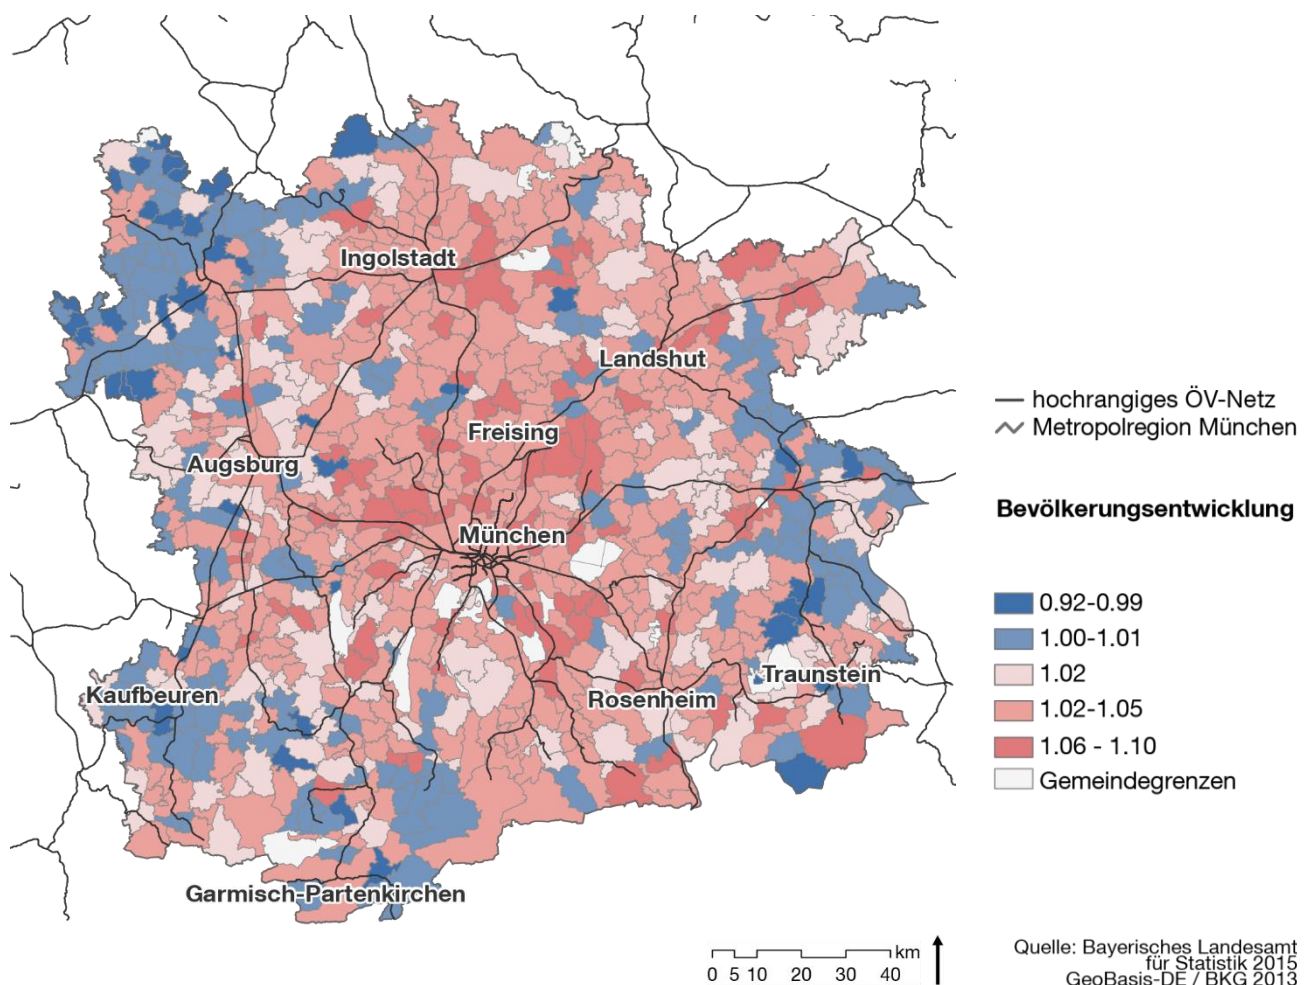 Ingolstadt
Landshut
Freising
Augsburg
München
Traunstein
Kaufbeuren
Rosenheim
Garmisch-Partenkirchen
hochrangiges ÖV-Netz
Metropolregion München
Bevölkerungsentwicklung
0.92-0.99
1.00-1.01
1.02
1.02-1.05
1.06 - 1.10
Gemeindegrenzen
km
0 5 10 20 30 40
Quelle: Bayerisches Landesamt
für Statistik 2015
GeoBasis-DE / BKG 2013